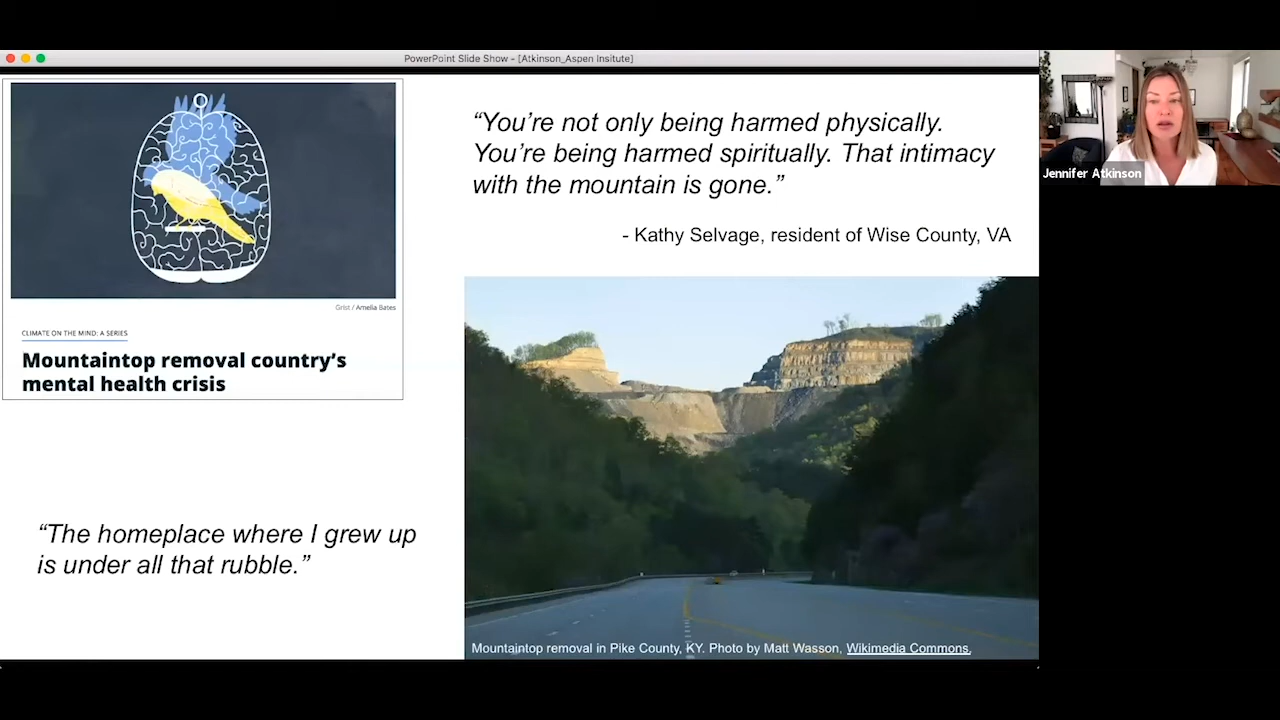 PowerPoint Slide Show - [Atkinson_Aspen Insitute]
Jennifer Atkinson
“You’re not only being harmed physically.
You’re being harmed spiritually. That intimacy
with the mountain is gone.”
- Kathy Selvage, resident of Wise County, VA
Grist / Amelia Bates
CLIMATE ON THE MIND: A SERIES
Mountaintop removal country’s
mental health crisis
“The homeplace where I grew up
is under all that rubble.”
Mountaintop removal in Pike County, KY. Photo by Matt Wasson, Wikimedia Commons.